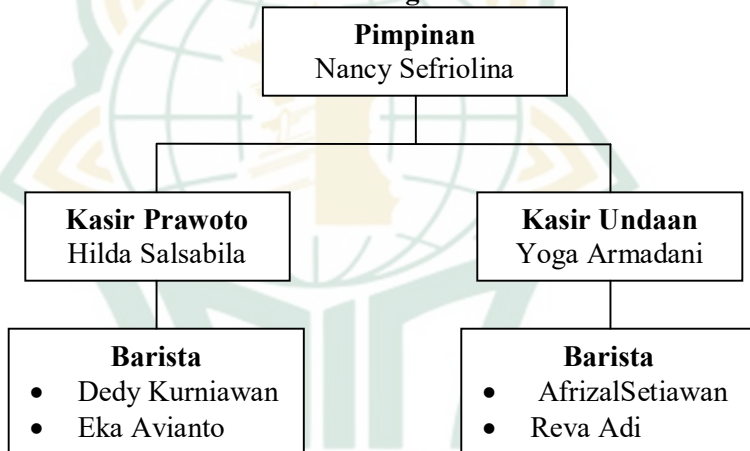 Pimpinan
Nancy Sefriolina
Kasir Prawoto
Hilda Salsabila
Kasir Undaan
Yoga Armadani
Barista
• Dedy Kurniawan
• Eka Avianto
Barista
• AfrizalSetiawan
• Reva Adi